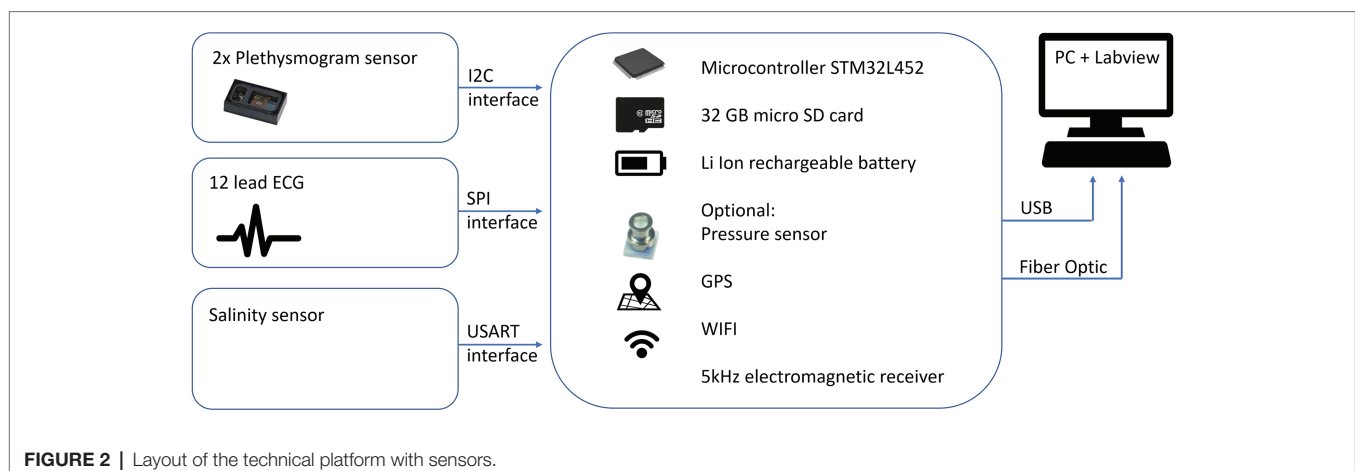 2x Plethysmogram sensor
I2C
interface
12 lead ECG
SPI
interface
Salinity sensor
USART
interface
Microcontroller STM32L452
32 GB micro SD card
Li Ion rechargeable battery
Optional:
Pressure sensor
GPS
WIFI
5kHz electromagnetic receiver
PC + Labview
USB
Fiber Optic
FIGURE 2 | Layout of the technical platform with sensors.